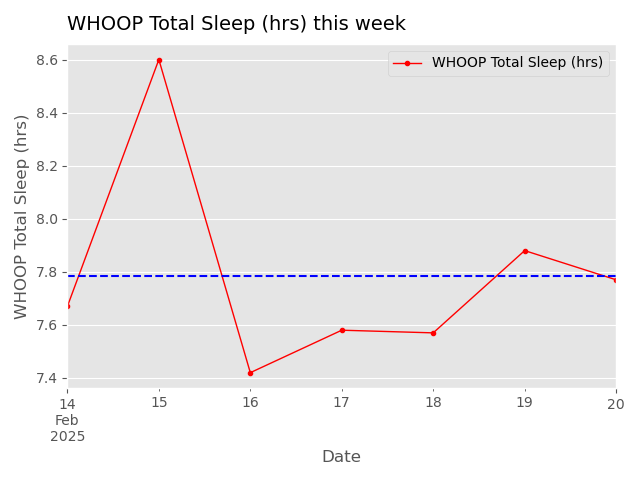 WHOOP Total Sleep (hrs) this week
WHOOP Total Sleep (hrs)
WHOOP Total Sleep (hrs)
8.6
8.4
8.2
8.0
7.8
7.6
7.4
14 15 16 17 18 19 20
Feb
2025
Date